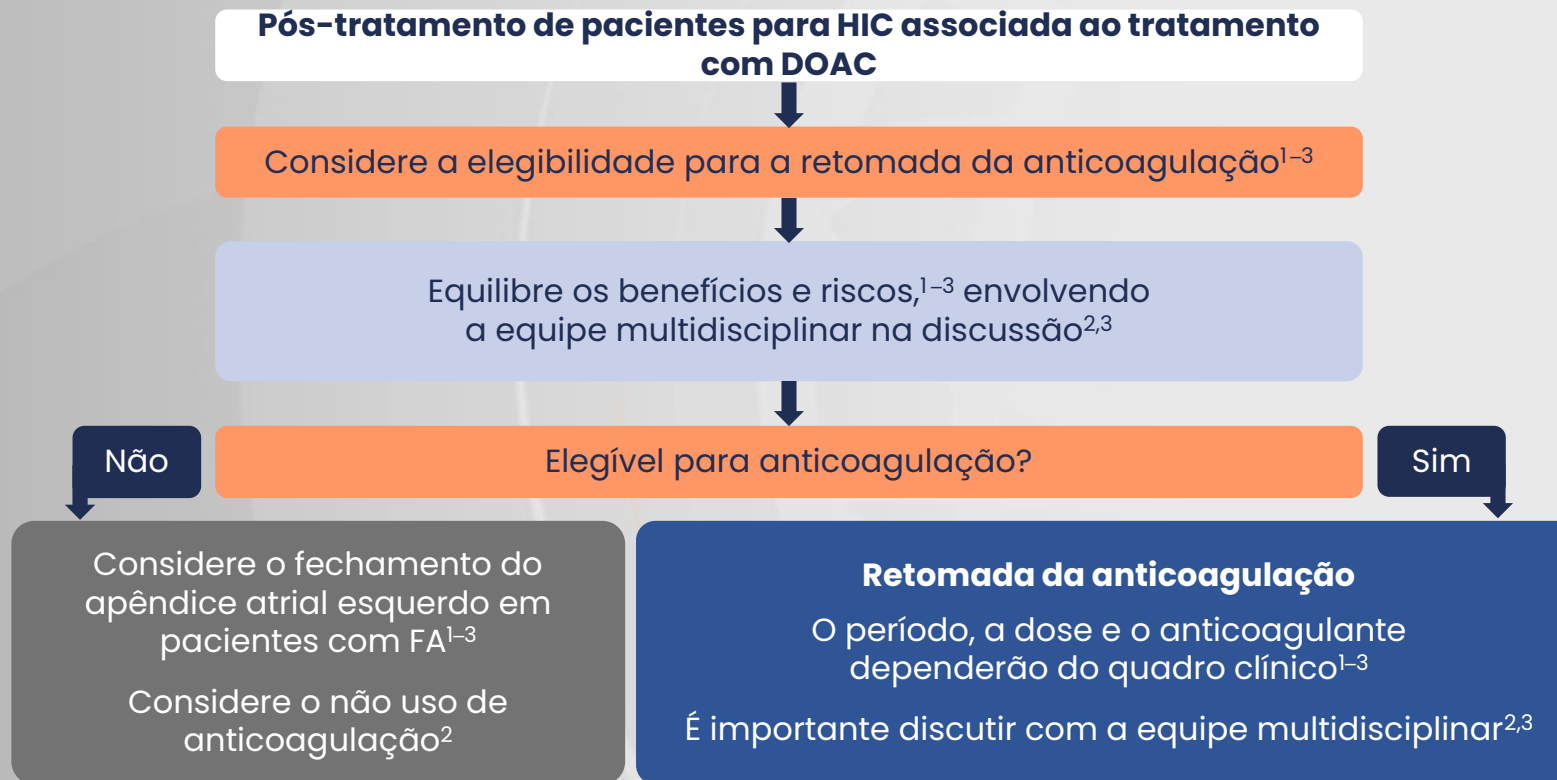 Pós-tratamento de pacientes para HIC associada ao tratamento
com DOAC
Considere a elegibilidade para a retomada da anticoagulação¹⁻³
Equilibre os benefícios e riscos,¹⁻³ envolvendo
a equipe multidisciplinar na discussão²,³
Não
Elegível para anticoagulação?
Sim
Considere o fechamento do
apêndice atrial esquerdo em
pacientes com FA¹⁻³
Considere o não uso de
anticoagulação²
Retomada da anticoagulação
O período, a dose e o anticoagulante
dependerão do quadro clínico¹⁻³
É importante discutir com a equipe multidisciplinar²,³